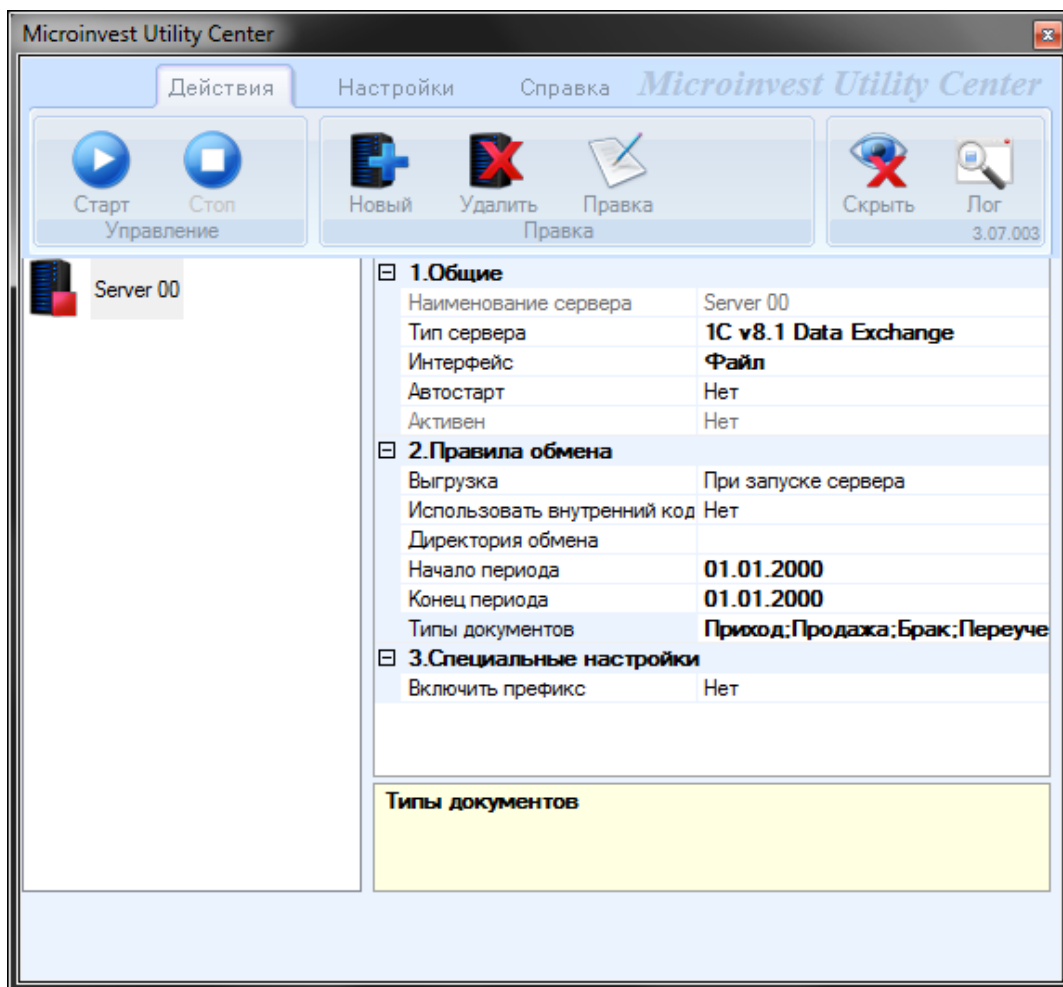 Microinvest Utility Center
Действия Настройки Справка Microinvest Utility Center
Старт Стоп Новый Удалить Правка Скрыть Лог
Управление Правка 3.07.003
Server 00
1.Общие
Наименование сервера Server 00
Тип сервера 1C v8.1 Data Exchange
Интерфейс Файл
Автостарт Нет
Активен Нет
2.Правила обмена
Выгрузка При запуске сервера
Использовать внутренний код Нет
Директория обмена
Начало периода 01.01.2000
Конец периода 01.01.2000
Типы документов Приход;Продажа;Брак;Переуче
3.Специальные настройки
Включить префикс Нет
Типы документов